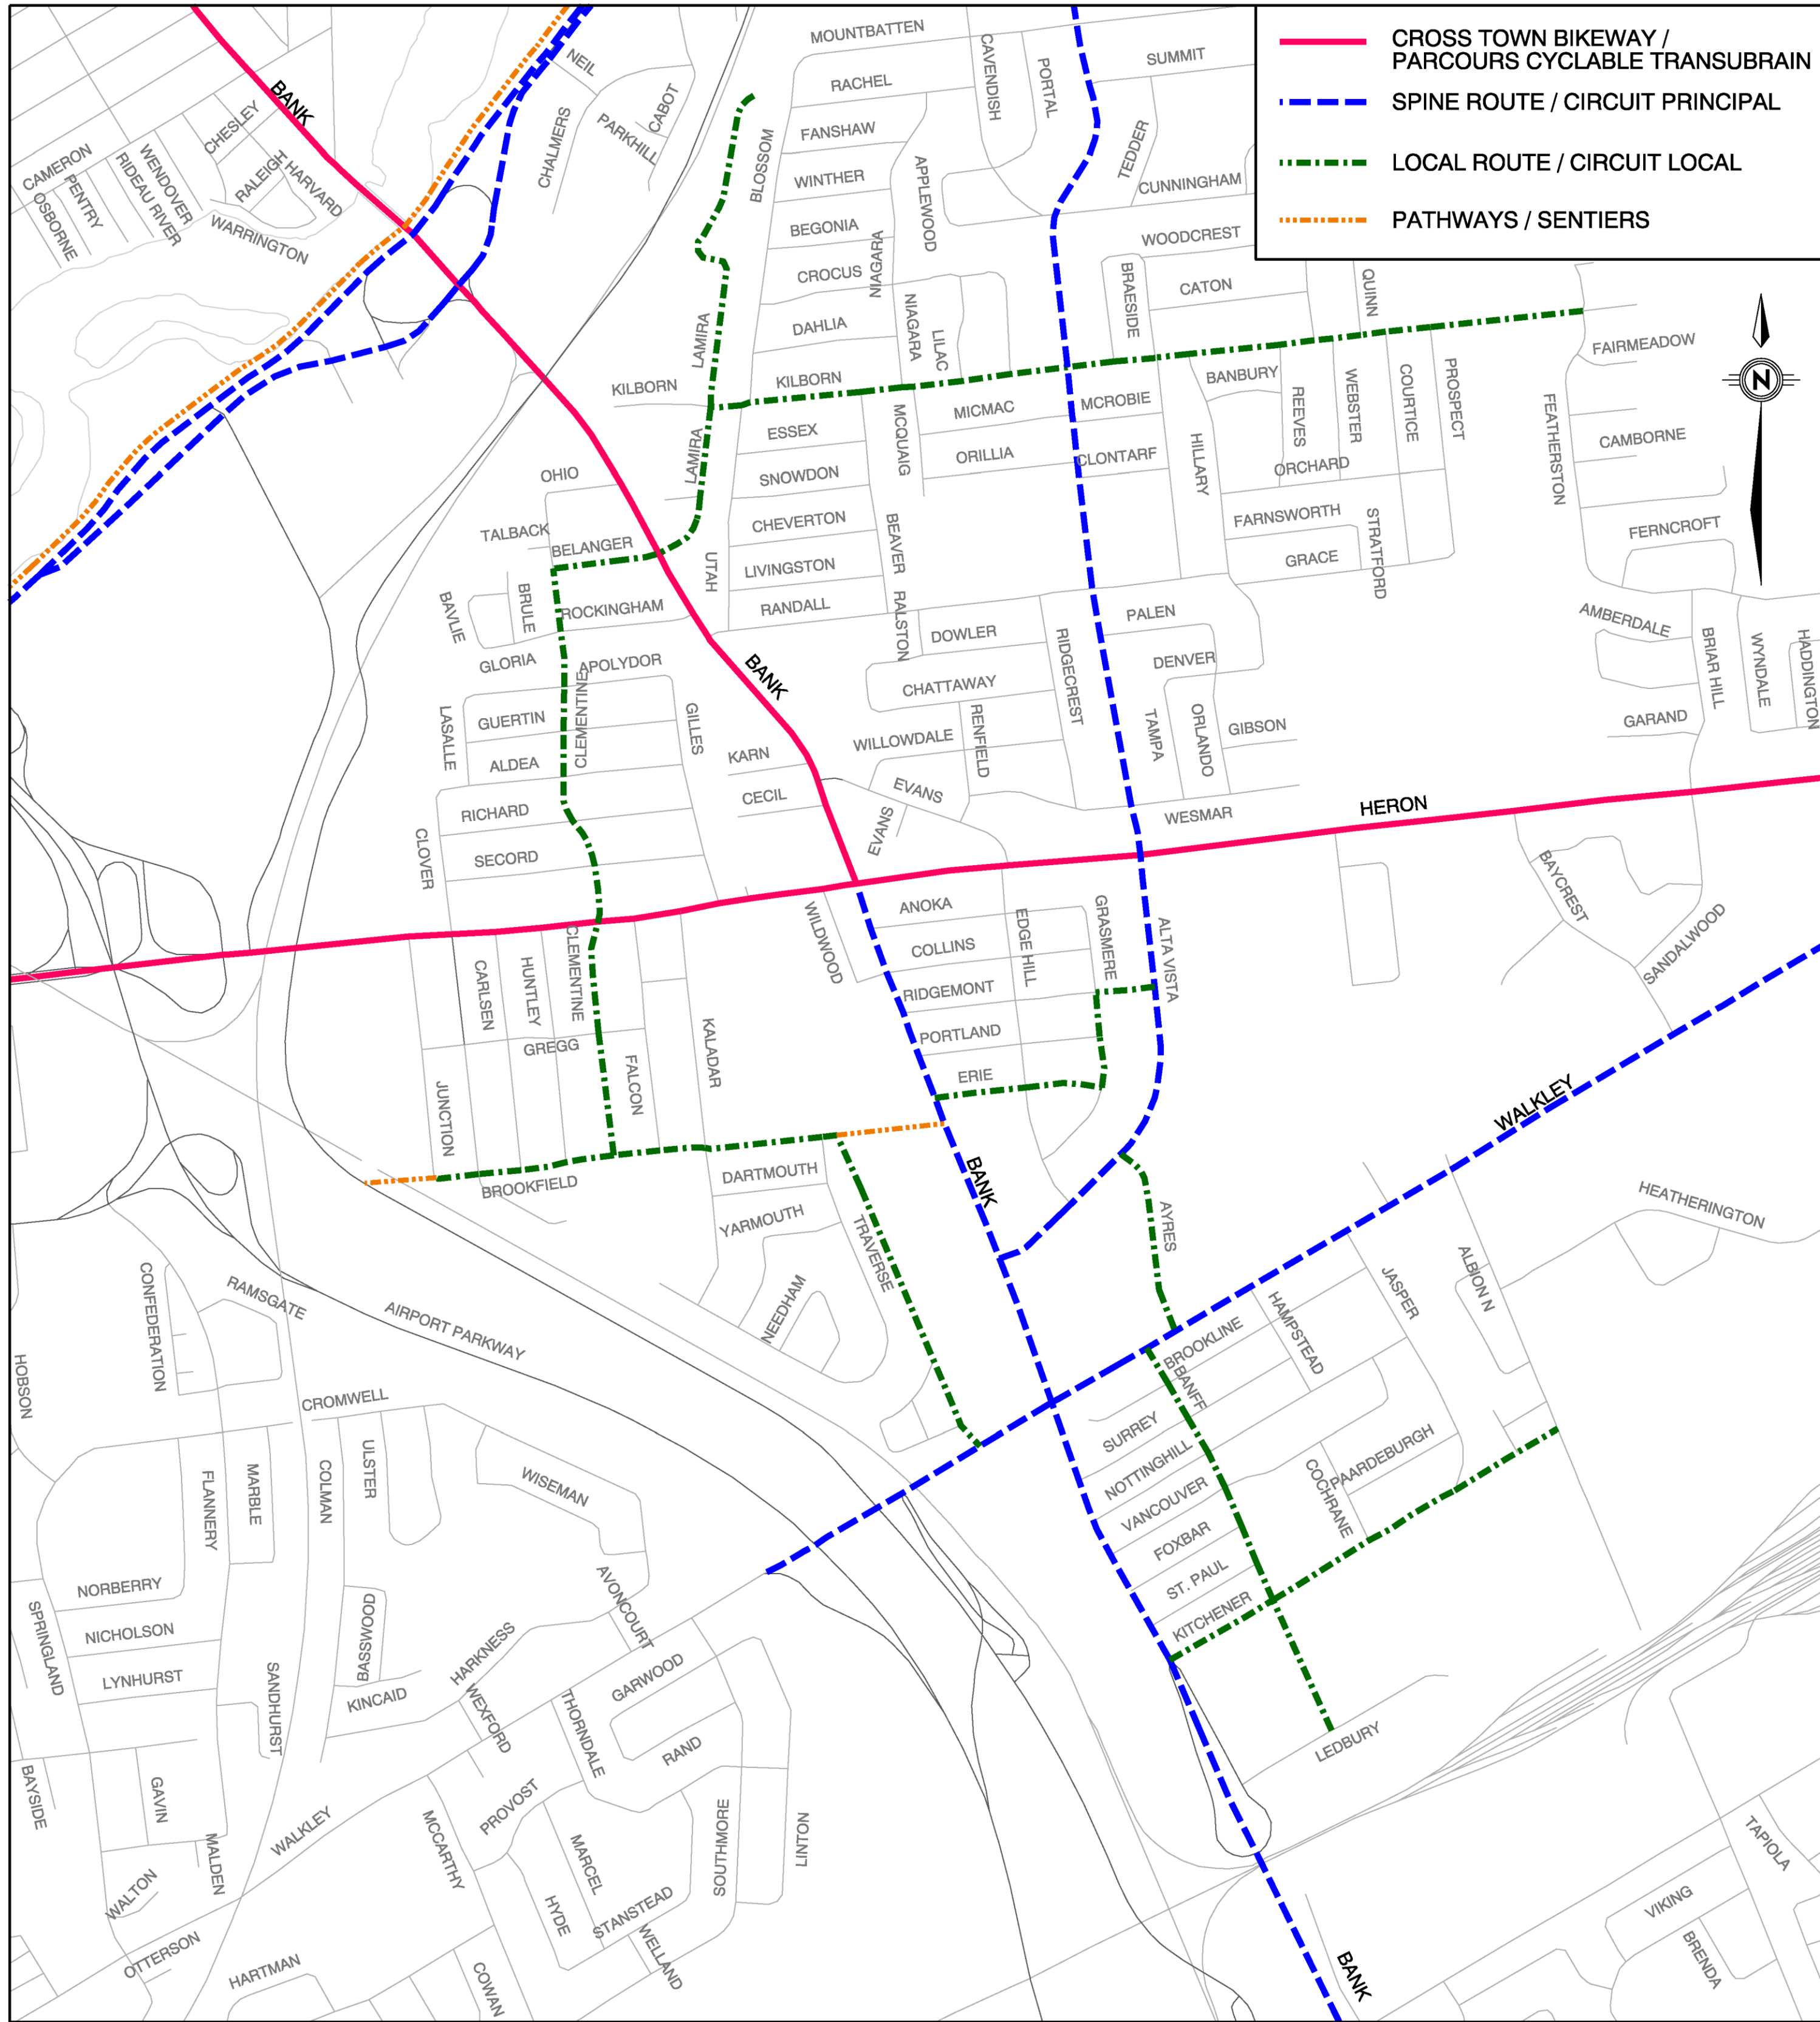 CROSS TOWN BIKEWAY /
PARCOURS CYCLABLE TRANSUBRAIN
SPINE ROUTE / CIRCUIT PRINCIPAL
LOCAL ROUTE / CIRCUIT LOCAL
PATHWAYS / SENTIERS
N
MOUNTBATTEN
CAVENDISH
PORTAL
SUMMIT
NEIL
RACHEL
BANK
CABOT
CHESLEY
CHALMERS
PARKHILL
FANSHAW
TEDDER
CAMERON
WENDOVER
RIDEAU RIVER
PENTRY
OSBORNE
RALEIGH
HARVARD
WARRINGTON
BLOSSOM
WINTHER
APPLEWOOD
CUNNINGHAM
BEGONIA
NIAGARA
WOODCREST
CROCUS
BRAESIDE
CATON
QUINN
DAHLIA
NIAGARA
LILAC
LAMIRA
FAIRMEADOW
KILBORN
KILBORN
BANBURY
REEVES
WEBSTER
COURTICE
PROSPECT
MICMAC
MCROBIE
MCQUAIG
ESSEX
FEATHERSTON
CAMBORNE
LAMIRA
ORILLIA
CLONTARF
HILLARY
ORCHARD
OHIO
SNOWDON
FARNSWORTH
STRATFORD
FERNCROFT
TALBACK
BELANGER
CHEVERTON
BEAVER
GRACE
UTAH
LIVINGSTON
BAVLIE
BRULE
ROCKINGHAM
RANDALL
RALSTON
PALEN
AMBERDALE
BRIAR HILL
WYNDALE
HADDINGTON
DOWLER
RIDGECREST
GLORIA
APOLYDOR
BANK
DENVER
CHATTAWAY
LASALLE
GUERTIN
CLEMENTINE
GILLES
RENFIELD
TAMPA
ORLANDO
GIBSON
GARAND
WILLOWDALE
KARN
ALDEA
CECIL
EVANS
RICHARD
EVANS
WESMAR
HERON
CLOVER
SECORD
BAYCREST
ANOKA
WILDWOOD
EDGE HILL
GRASMERE
ALTA VISTA
SANDALWOOD
COLLINS
CARLSEN
HUNTLEY
CLEMENTINE
RIDGEMONT
PORTLAND
KALADAR
GREGG
FALCON
ERIE
JUNCTION
WALKLEY
DARTMOUTH
BANK
BROOKFIELD
YARMOUTH
TRAVERSE
AYRES
HEATHERINGTON
ALBION N
CONFEDERATION
RAMSGATE
NEEDHAM
JASPER
AIRPORT PARKWAY
HAMPSTEAD
BROOKLINE
BANFF
HOBSON
CROMWELL
SURREY
NOTTINGHILL
PAARDEBURGH
COCHRANE
FLANNERY
MARBLE
COLMAN
ULSTER
WISEMAN
VANCOUVER
FOXBAR
ST. PAUL
KITCHENER
NORBERRY
AVONCOURT
SPRINGLAND
NICHOLSON
BASSWOOD
LYNHURST
SANDHURST
KINCAID
HARKNESS
WEXFORD
GARWOOD
THORNDALE
RAND
LEDBURY
BAYSIDE
GAVIN
WALKLEY
MCCARTHY
PROVOST
MARCEL
SOUTHMORE
LINTON
TAPIOLA
MALDEN
WALTON
HYDE
STANSTEAD
WELLAND
VIKING
BRENDA
OTTERSON
HARTMAN
COWAN
BANK